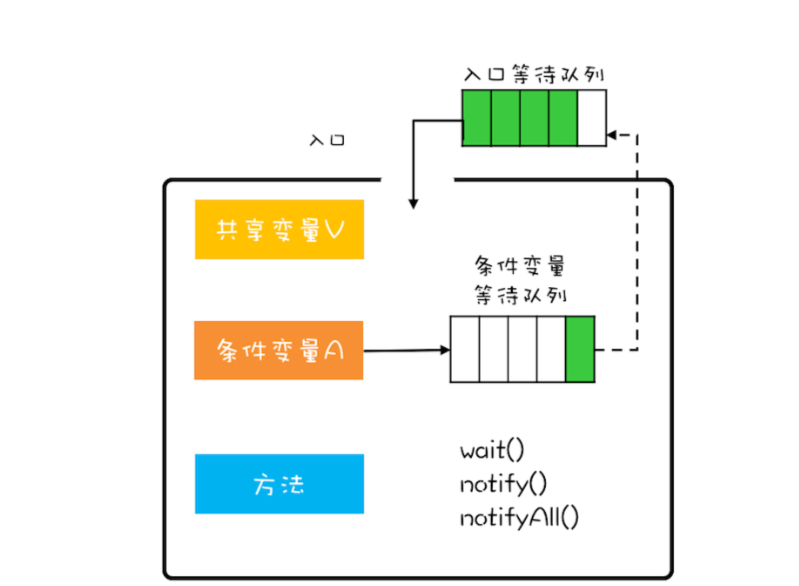 入口等待队列
入口
共享变量V
条件变量
等待队列
条件变量A
方法
wait()
notify()
notifyAll()